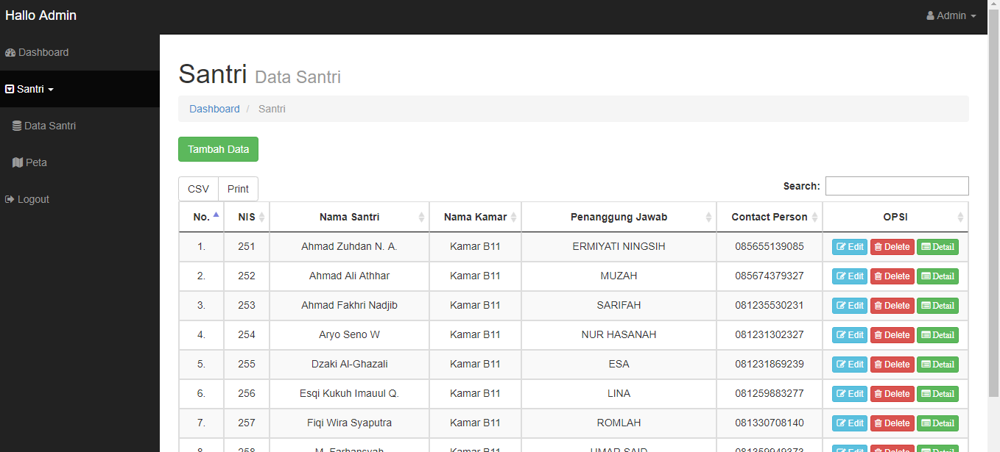 Hallo Admin
Admin
Dashboard
Santri
Data Santri
Peta
Logout
Santri Data Santri
Dashboard / Santri
Tambah Data
CSV Print
Search:
No. NIS Nama Santri Nama Kamar Penanggung Jawab Contact Person OPSI
1. 251 Ahmad Zuhdan N. A. Kamar B11 ERMIYATI NINGSIH 085655139085 Edit Delete Detail
2. 252 Ahmad Ali Athhar Kamar B11 MUZAH 085674379327 Edit Delete Detail
3. 253 Ahmad Fakhri Nadjib Kamar B11 SARIFAH 081235530231 Edit Delete Detail
4. 254 Aryo Seno W Kamar B11 NUR HASANAH 081231302327 Edit Delete Detail
5. 255 Dzaki Al-Ghazali Kamar B11 ESA 081231869239 Edit Delete Detail
6. 256 Esqi Kukuh Imauul Q. Kamar B11 LINA 081259883277 Edit Delete Detail
7. 257 Fiqi Wira Syaputra Kamar B11 ROMLAH 081330708140 Edit Delete Detail
8. 258 M. Farhansyah Kamar B11 UMAR SAID 081359949373 Edit Delete Detail